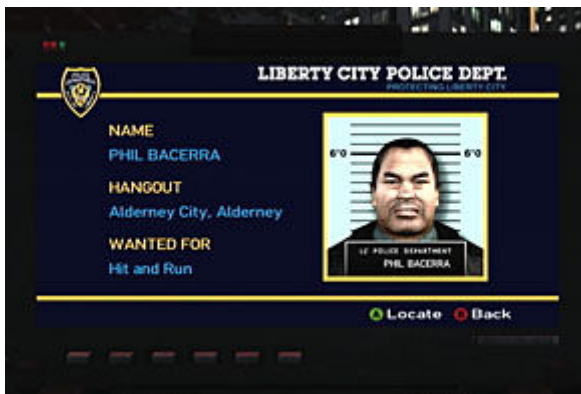 LIBERTY CITY POLICE DEPT.
PROTECTING LIBERTY CITY
NAME
PHIL BACERRA
HANGOUT
Alderney City, Alderney
WANTED FOR
Hit and Run
6'0 6'0
LC POLICE DEPARTMENT
PHIL BACERRA
A Locate B Back